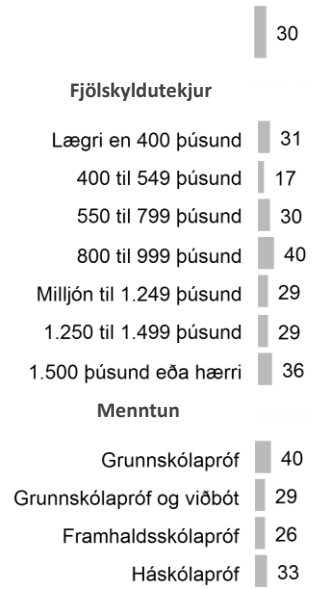 30
Fjölskyldutekjur
Lægri en 400 þúsund 31
400 til 549 þúsund 17
550 til 799 þúsund 30
800 til 999 þúsund 40
Milljón til 1.249 þúsund 29
1.250 til 1.499 þúsund 29
1.500 þúsund eða hærri 36
Menntun
Grunnskólapróf 40
Grunnskólapróf og viðbót 29
Framhaldsskólapróf 26
Háskólapróf 33